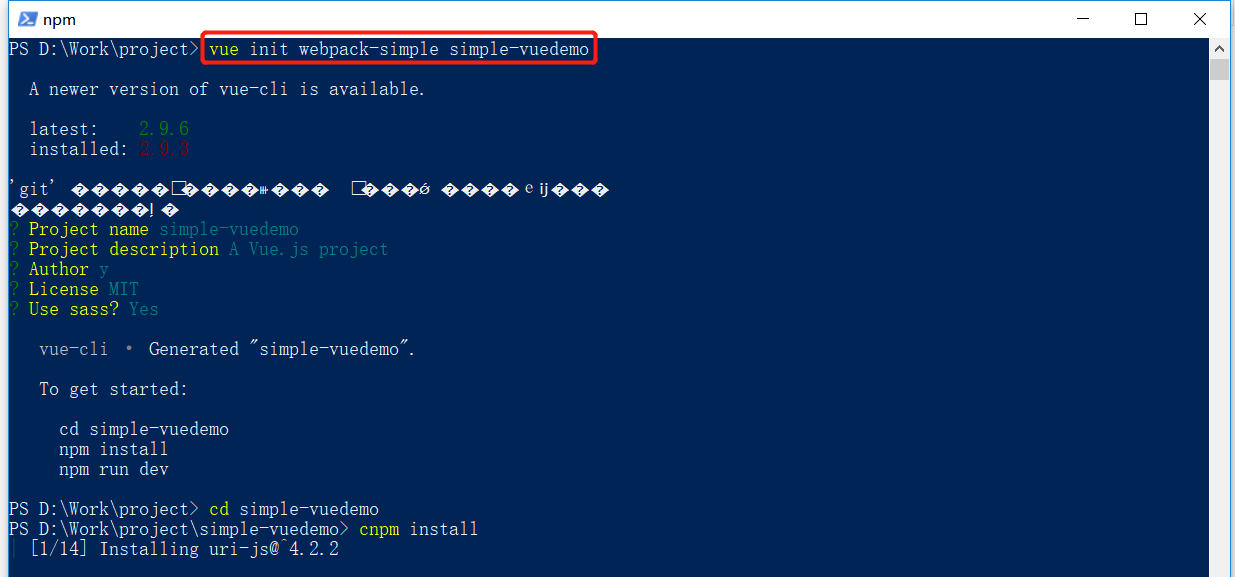 npm
PS D:\Work\project> vue init webpack-simple simple-vuedemo
A newer version of vue-cli is available.
latest: 2.9.6
installed: 2.9.3
'git'
? Project name simple-vuedemo
? Project description A Vue.js project
? Author y
? License MIT
? Use sass? Yes
vue-cli · Generated "simple-vuedemo".
To get started:
cd simple-vuedemo
npm install
npm run dev
PS D:\Work\project> cd simple-vuedemo
PS D:\Work\project\simple-vuedemo> cnpm install
[1/14] Installing uri-js@^4.2.2